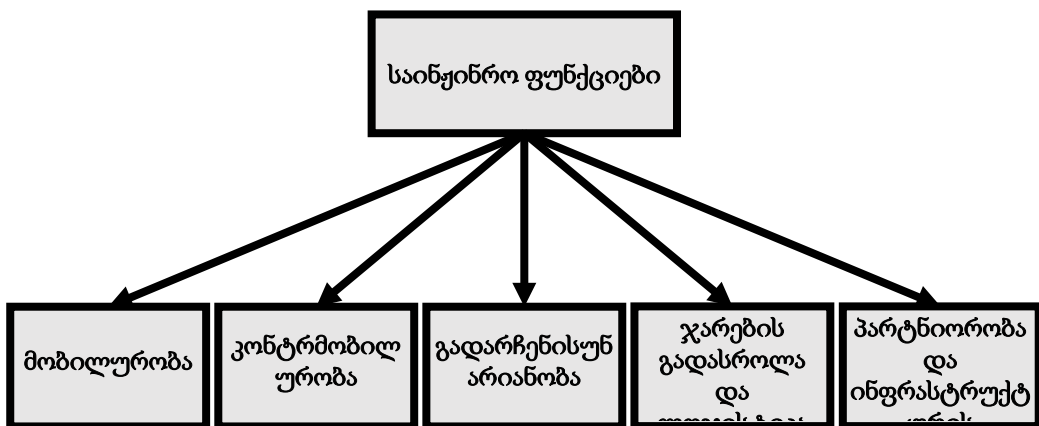 საინჟინრო ფუნქციები
მობილურობა
კონტრმობილ
ურობა
გადარჩენისუნ
არიანობა
ჯარების
გადასროლა
და
პარტნიორობა
და
ინფრასტრუქტ